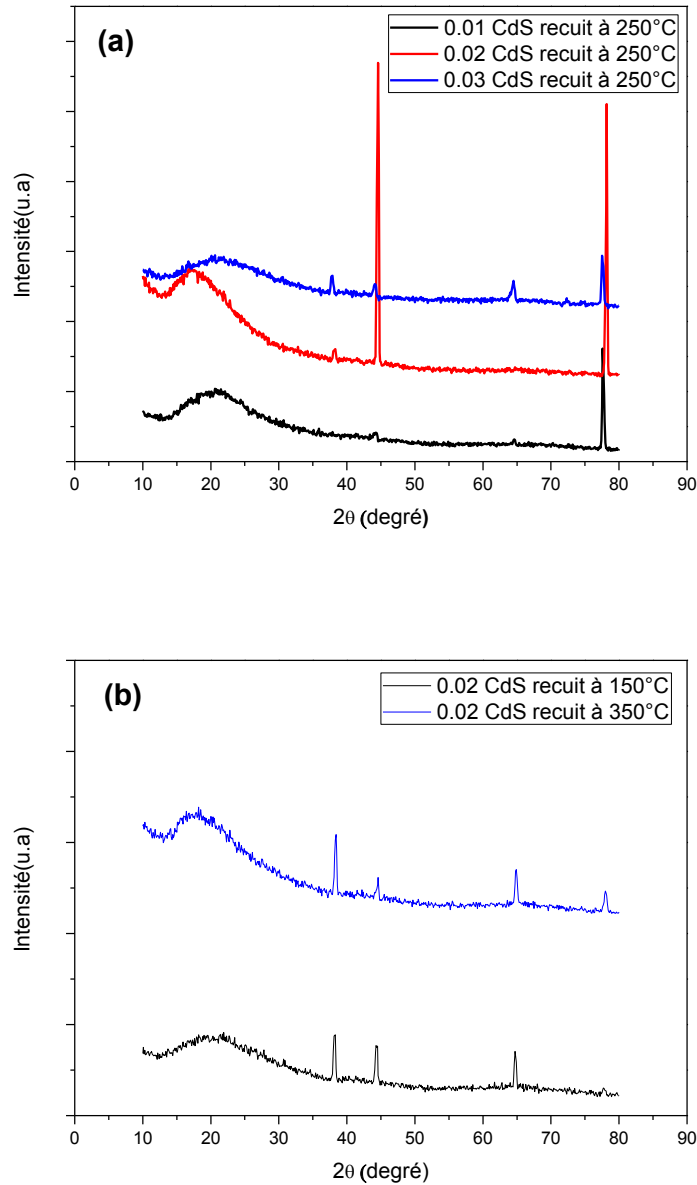 (a)
0.01 CdS recuit à 250°C
0.02 CdS recuit à 250°C
0.03 CdS recuit à 250°C
Intensité(u.a)
0 10 20 30 40 50 60 70 80 90
2θ (degré)
(b)
0.02 CdS recuit à 150°C
0.02 CdS recuit à 350°C
Intensité(u.a)
0 10 20 30 40 50 60 70 80 90
2θ (degré)